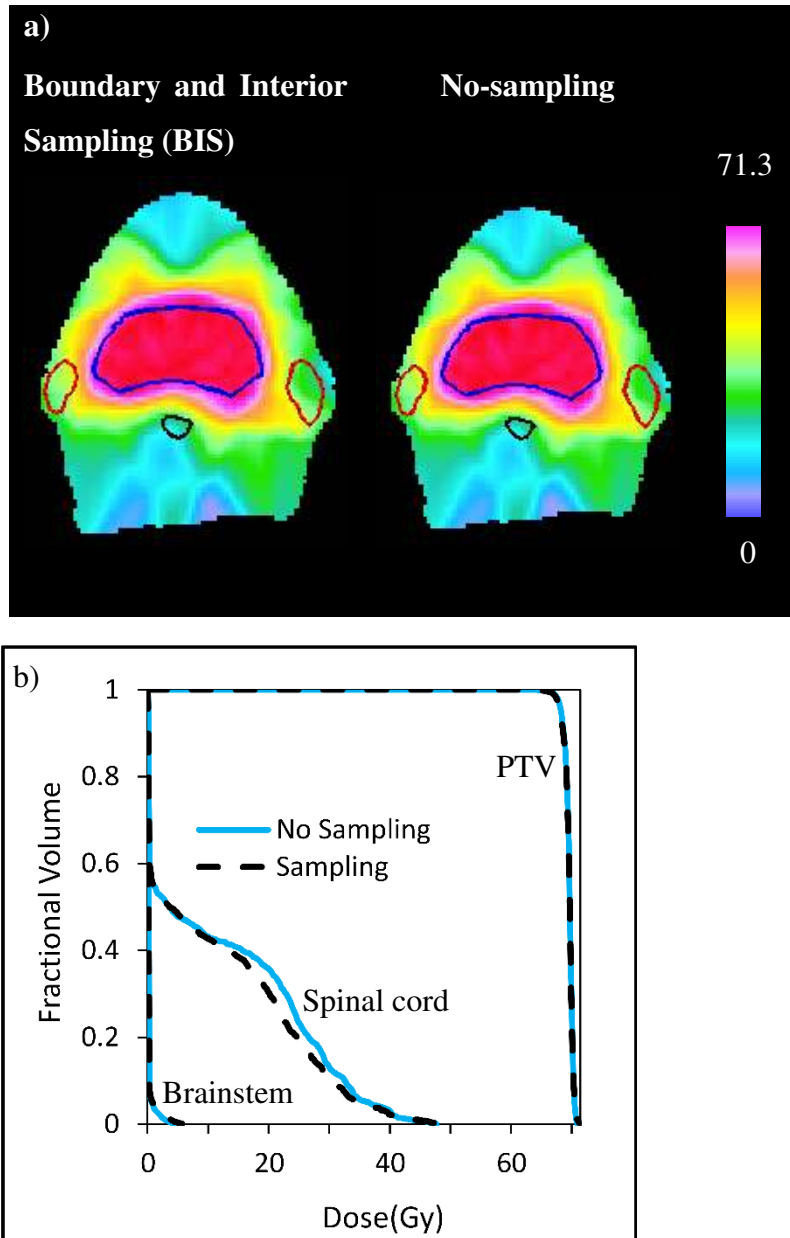 a)
Boundary and Interior
Sampling (BIS)
No-sampling
71.3
0
b)
1
0.8
0.6
0.4
0.2
0
Fractional Volume
PTV
No Sampling
Sampling
Spinal cord
Brainstem
0
20
40
60
Dose(Gy)